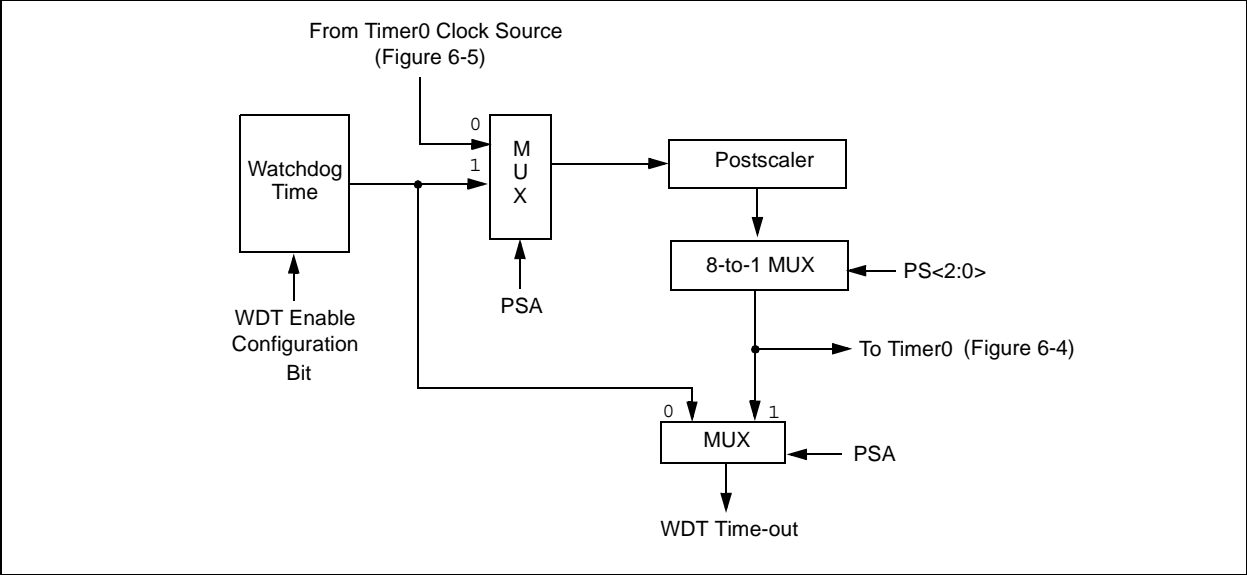 From Timer0 Clock Source
(Figure 6-5)
0
1
M
U
X
Watchdog
Time
Postscaler
8-to-1 MUX
PS<2:0>
PSA
WDT Enable
Configuration
Bit
To Timer0 (Figure 6-4)
0
1
MUX
PSA
WDT Time-out